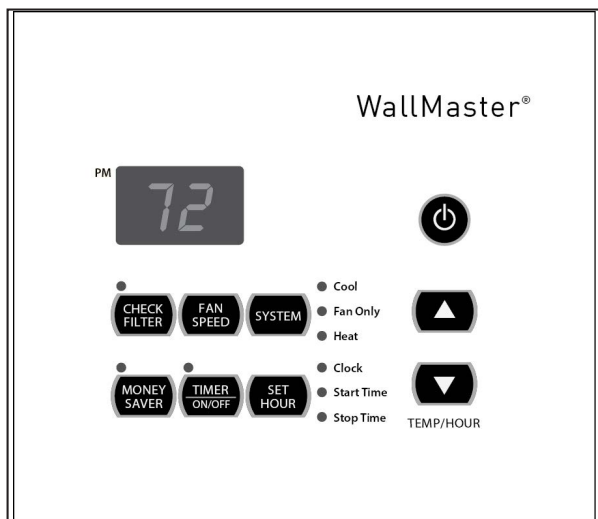 WallMaster®
PM
72
CHECK
FILTER
FAN
SPEED
SYSTEM
Cool
Fan Only
Heat
MONEY
SAVER
TIMER
ON/OFF
SET
HOUR
Clock
Start Time
Stop Time
TEMP/HOUR